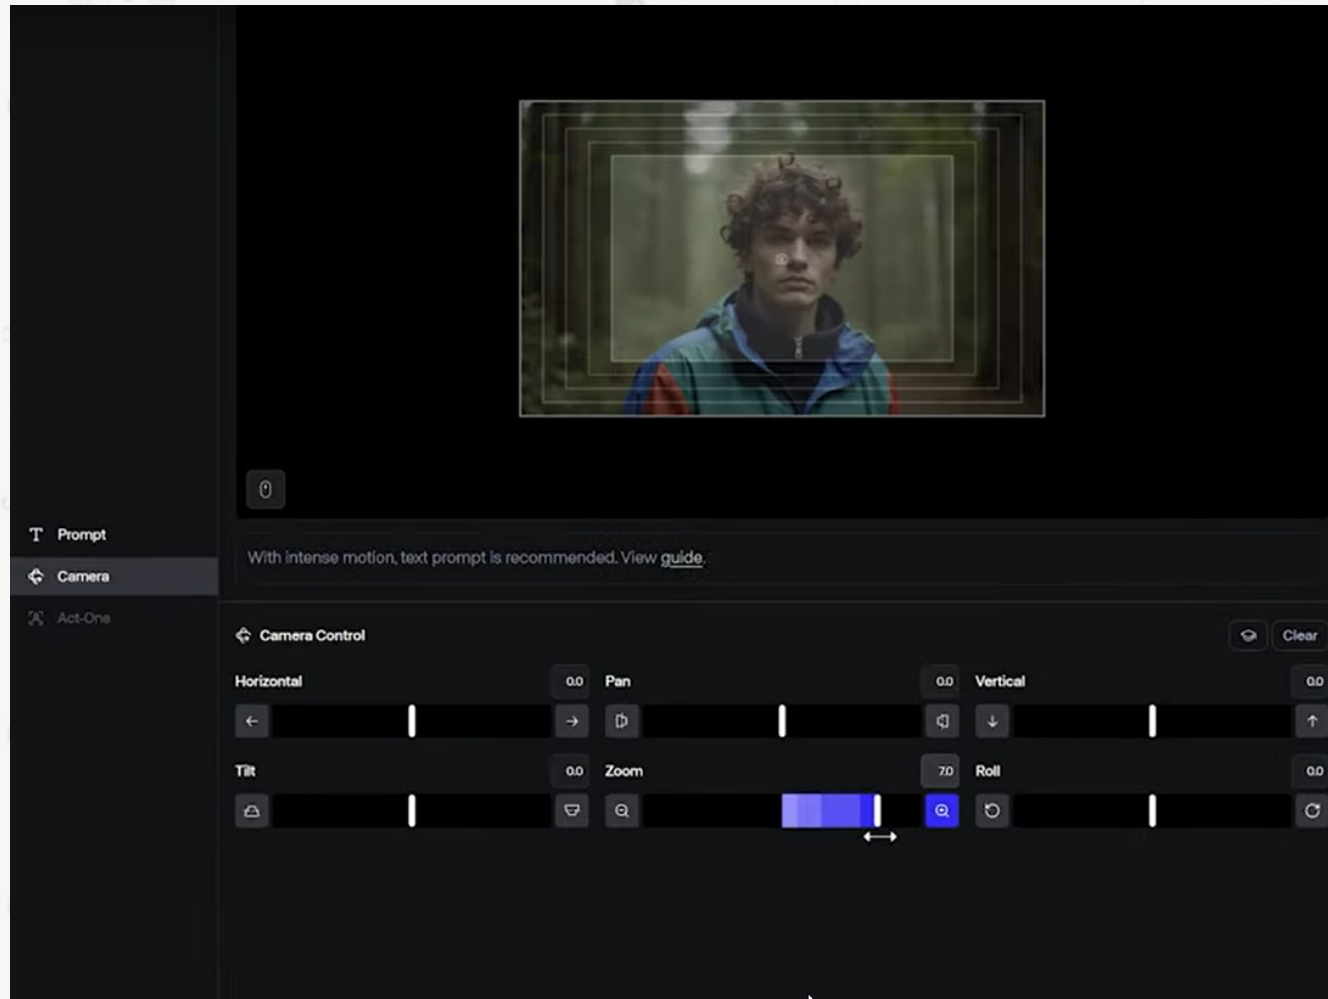 Prompt
With intense motion, text prompt is recommended. View guide.
Camera
Act-One
Camera Control
Clear
Horizontal
0.0
Pan
0.0
Vertical
0.0
Tilt
0.0
Zoom
7.0
Roll
0.0